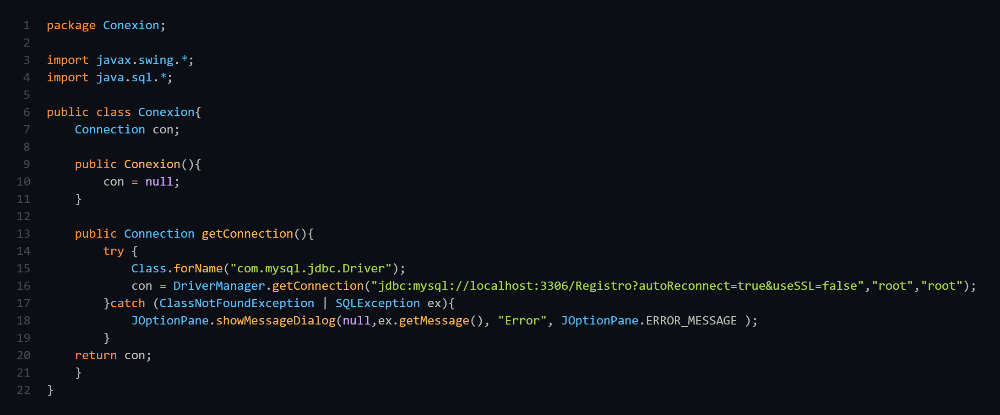 1 package Conexion;
2
3 import javax.swing.*;
4 import java.sql.*;
5
6 public class Conexion{
7     Connection con;
8
9     public Conexion(){
10         con = null;
11     }
12
13     public Connection getConnection(){
14         try {
15             Class.forName("com.mysql.jdbc.Driver");
16             con = DriverManager.getConnection("jdbc:mysql://localhost:3306/Registro?autoReconnect=true&useSSL=false","root","root");
17         }catch (ClassNotFoundException | SQLException ex){
18             JOptionPane.showMessageDialog(null,ex.getMessage(), "Error", JOptionPane.ERROR_MESSAGE );
19         }
20     return con;
21     }
22 }